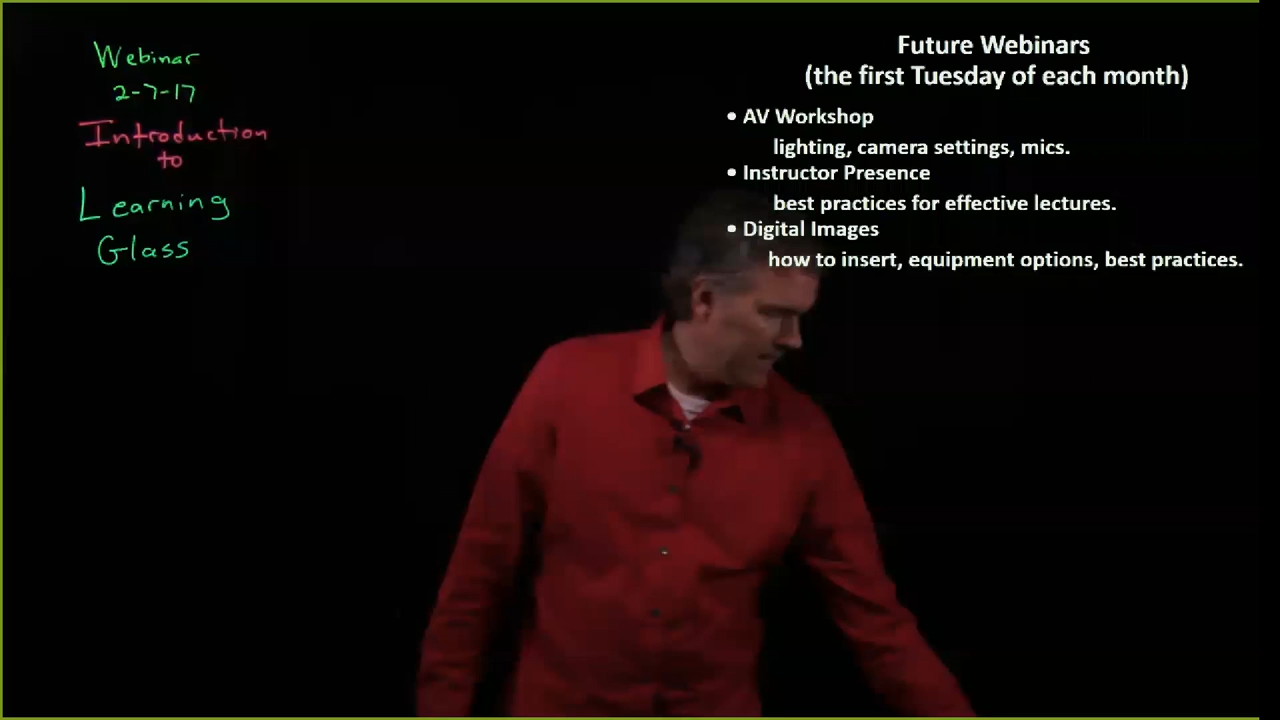 Webinar
2-7-17
Introduction
to
Learning
Glass
Future Webinars
(the first Tuesday of each month)
• AV Workshop
lighting, camera settings, mics.
• Instructor Presence
best practices for effective lectures.
• Digital Images
how to insert, equipment options, best practices.